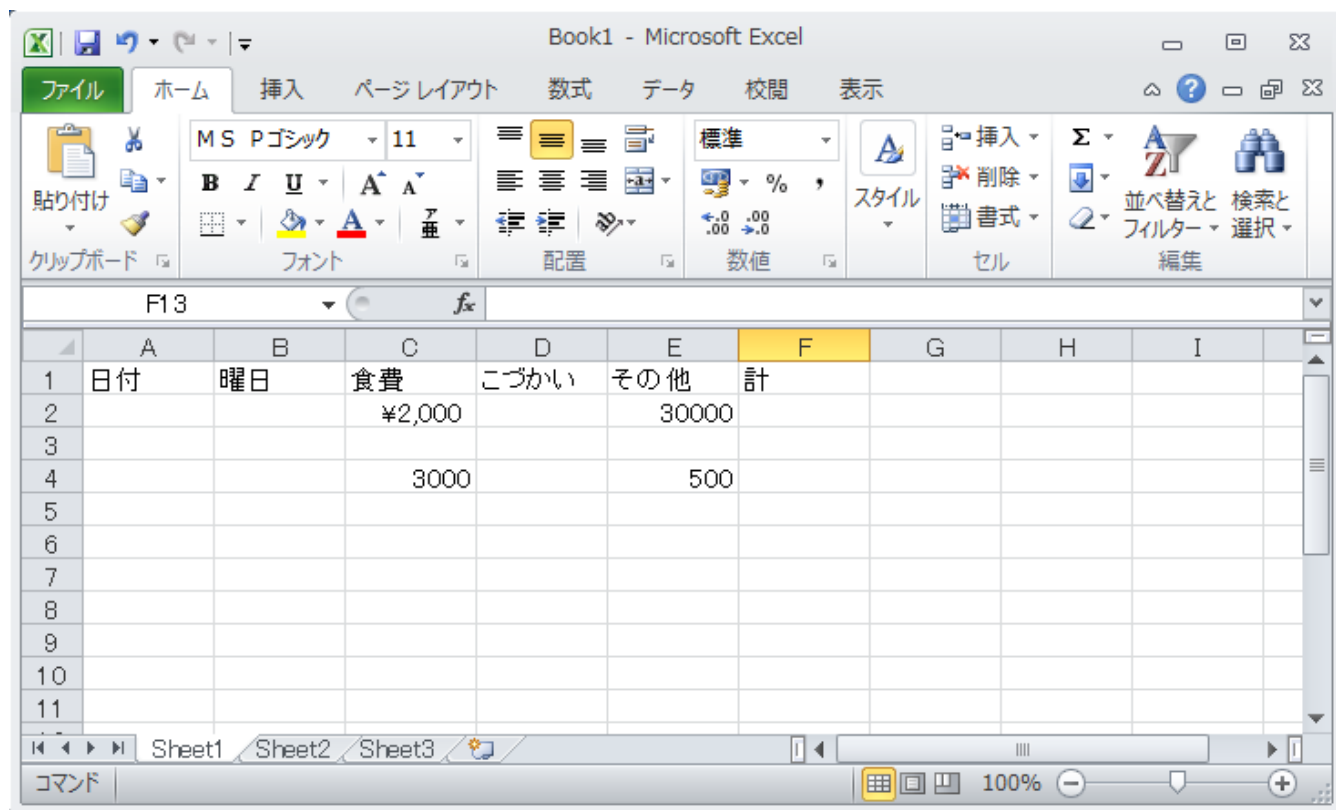 Book1 - Microsoft Excel
ファイル ホーム 挿入 ページ レイアウト 数式 データ 校閲 表示
ＭＳ Ｐゴシック 11 標準 挿入 Σ
貼り付け B I U A A % , スタイル 削除 並べ替えと フィルター 検索と 選択
A ア亜 .0 .00 .00 .0 書式
クリップボード フォント 配置 数値 セル 編集
F13 fx
A B C D E F G H I
1 日付 曜日 食費 こづかい その他 計
2 ¥2,000 30000
3
4 3000 500
5
6
7
8
9
10
11
Sheet1 Sheet2 Sheet3
コマンド 100%